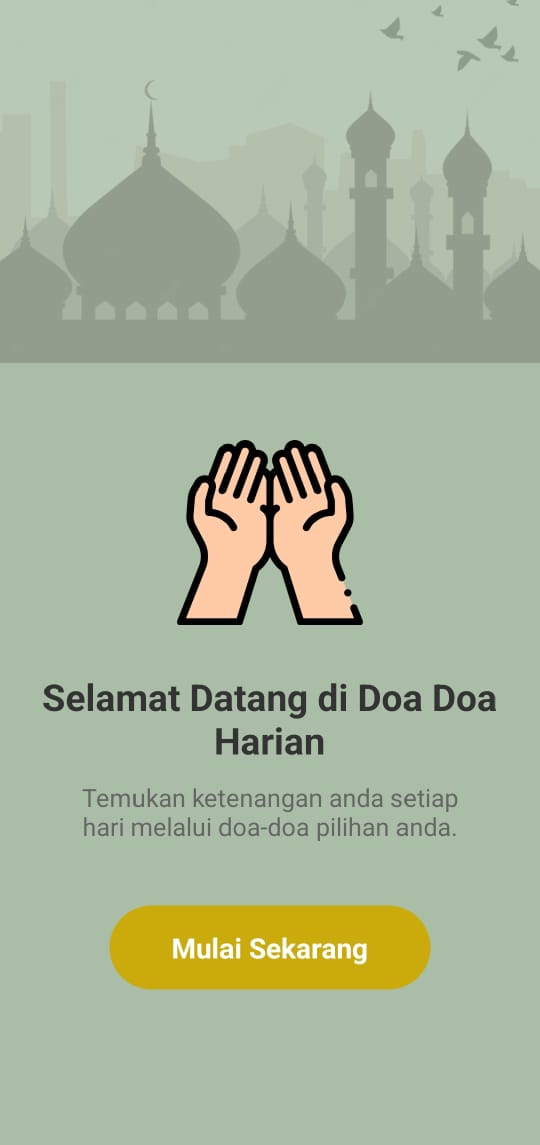 Selamat Datang di Doa Doa
Harian
Temukan ketenangan anda setiap
hari melalui doa-doa pilihan anda.
Mulai Sekarang